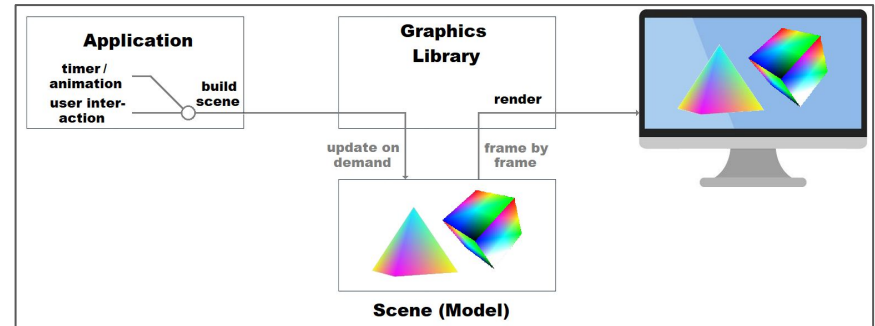 Application
timer /
animation
user inter-
action
build
scene
Graphics
Library
render
update on
demand
frame by
frame
Scene (Model)